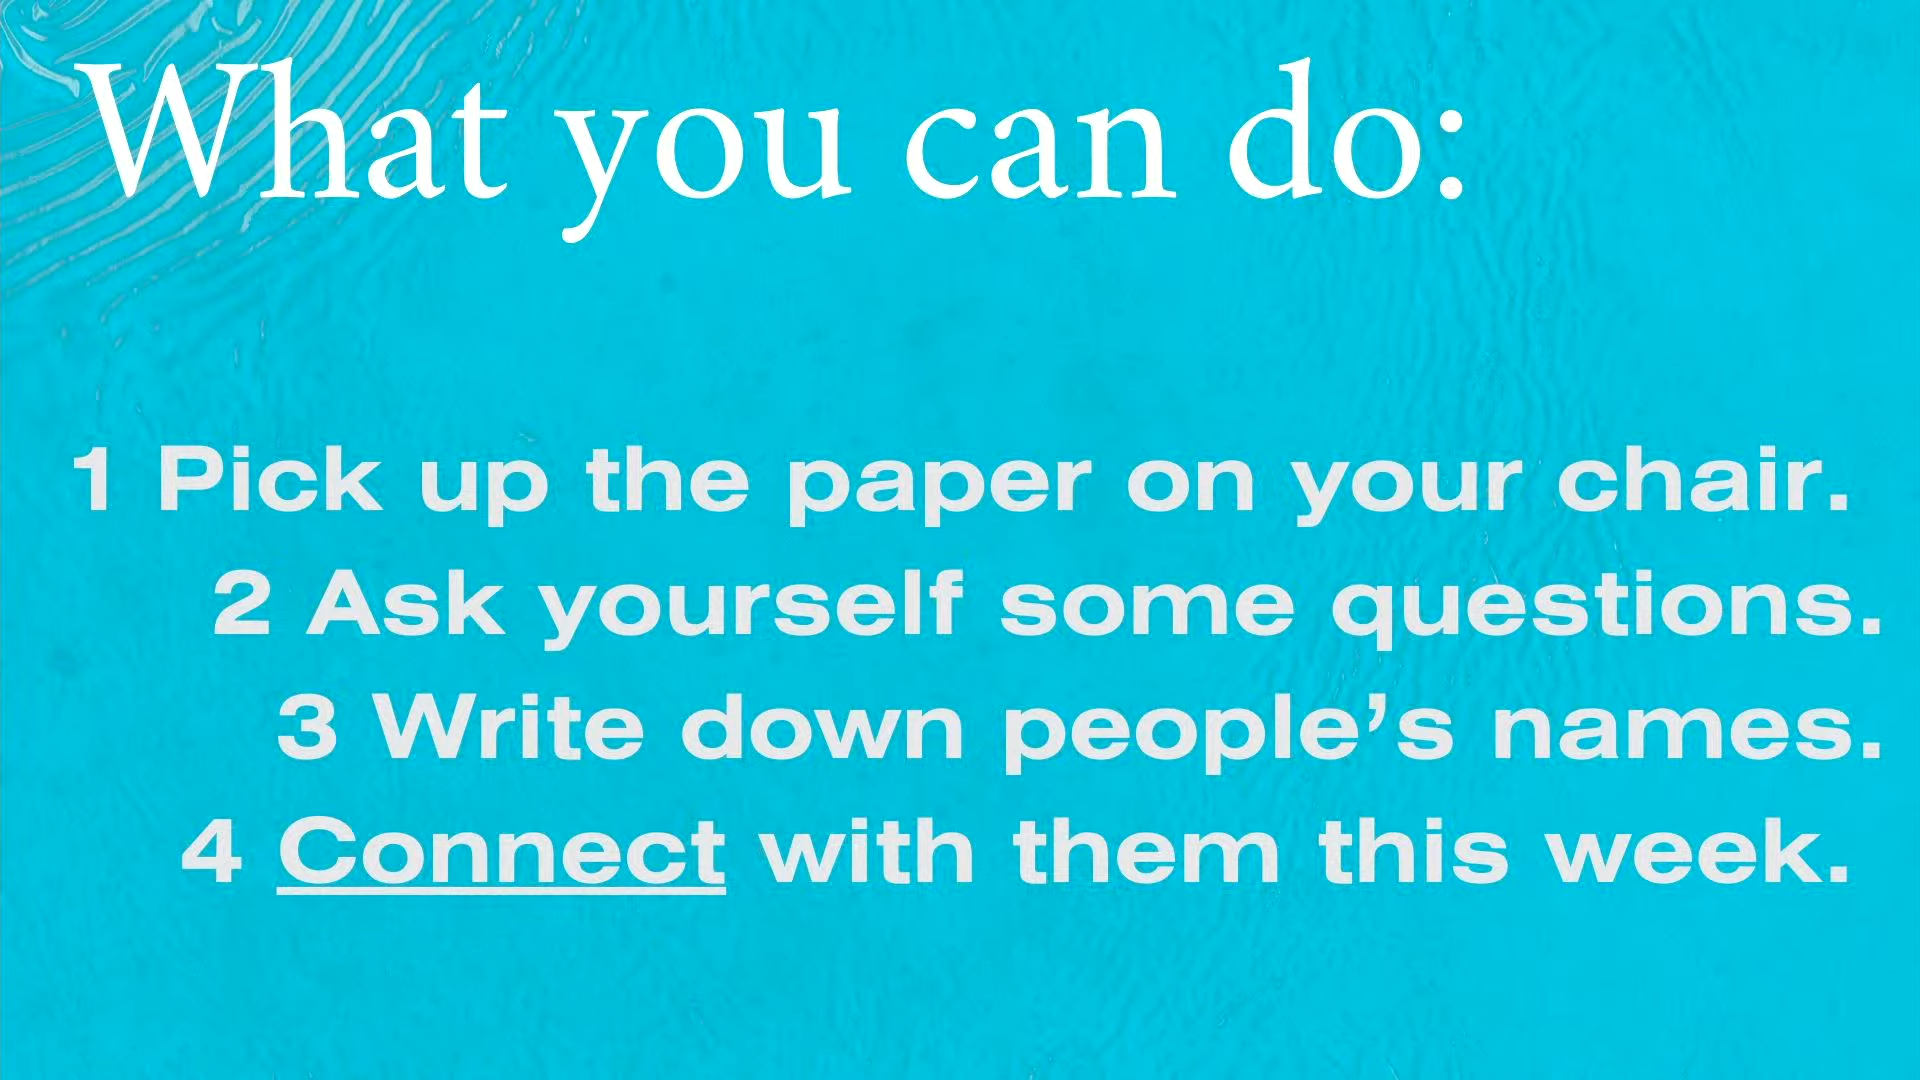 What you can do:
1 Pick up the paper on your chair.
2 Ask yourself some questions.
3 Write down people’s names.
4 Connect with them this week.